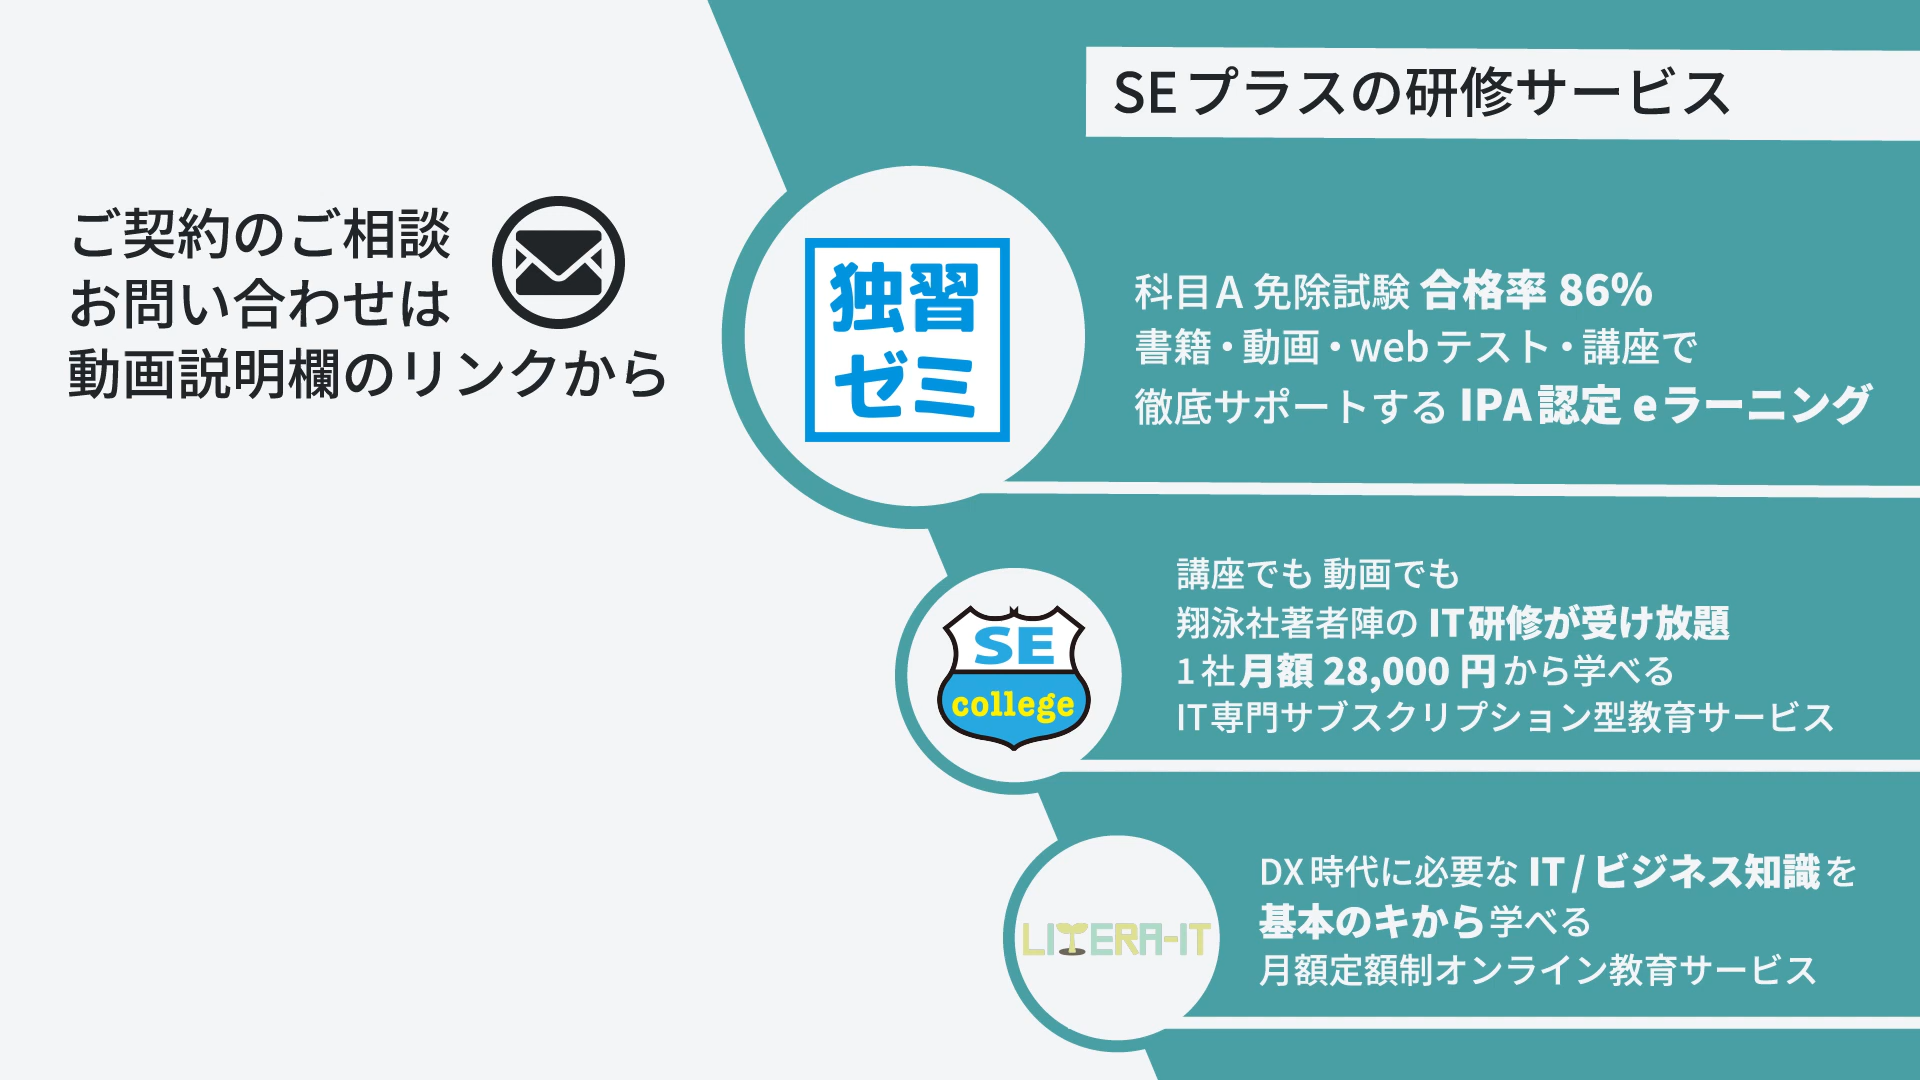 SEプラスの研修サービス
ご契約のご相談
お問い合わせは
動画説明欄のリンクから
独習
ゼミ
科目A 免除試験 合格率 86%
書籍・動画・webテスト・講座で
徹底サポートする IPA認定 eラーニング
SE
college
講座でも 動画でも
翔泳社著者陣の IT研修が受け放題
1社月額 28,000 円から学べる
IT専門サブスクリプション型教育サービス
LITERA-IT
DX時代に必要な IT / ビジネス知識を
基本のキから学べる
月額定額制オンライン教育サービス